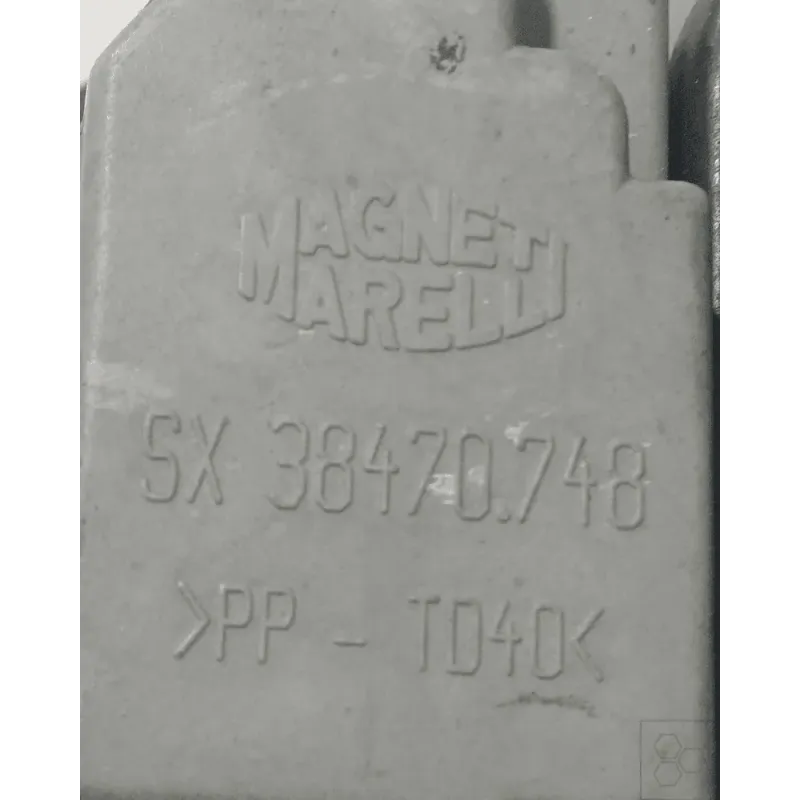 MAGNETI
MARELLI
SX 38470.748
>PP - TD40<